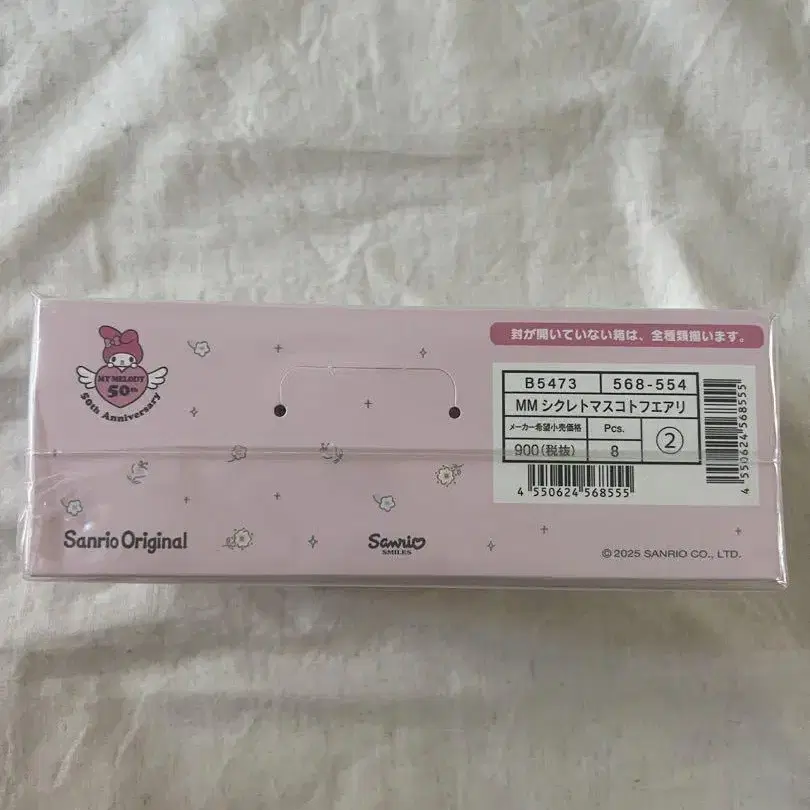 MY MELODY
50th
50th Anniversary
封が開いていない箱は、全種類揃います。
B5473 568-554
MM シクレトマスコトフエアリ
メーカー希望小売価格 Pcs.
900(税抜) 8 ②
4 550624 568555
4 550624 568555
Sanrio Original
Sanrio
SMILES
© 2025 SANRIO CO., LTD.